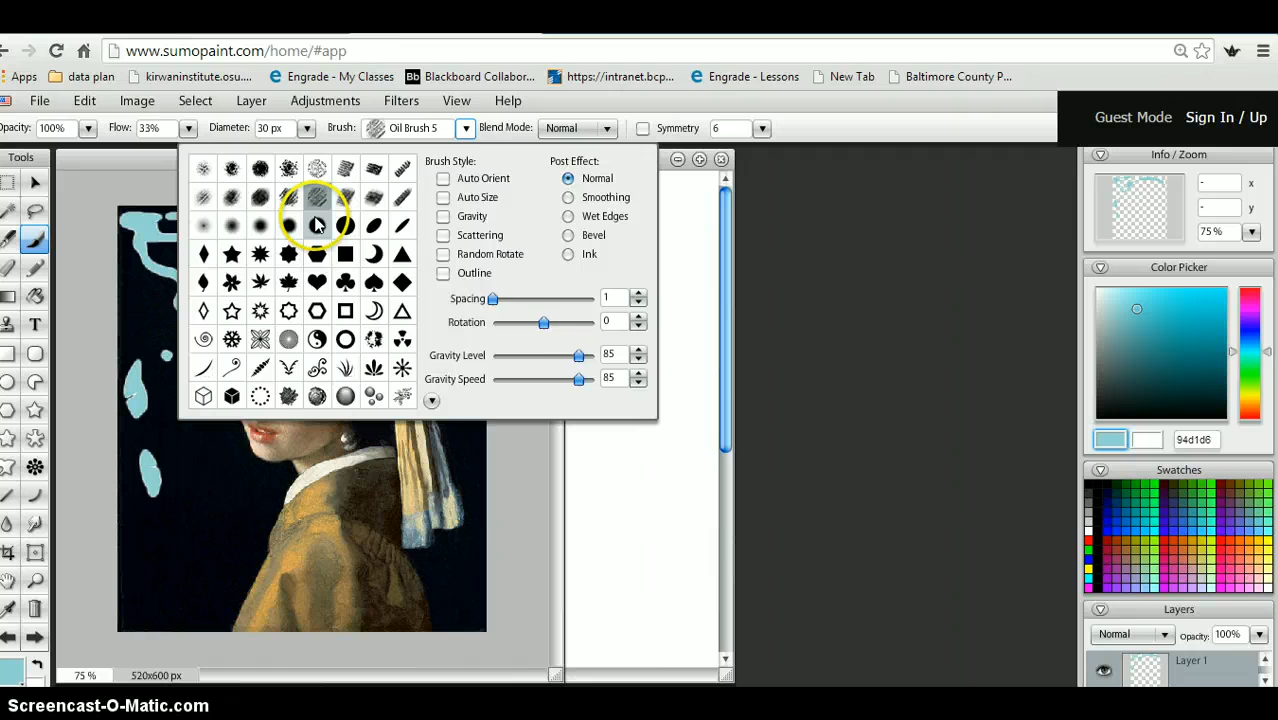 www.sumopaint.com/home/#app
Apps data plan kirwaninstitute.osu.... Engrade - My Classes Bb Blackboard Collabor... https://intranet.bcp... Engrade - Lessons New Tab Baltimore County P...
File Edit Image Select Layer Adjustments Filters View Help
Opacity: 100% Flow: 33% Diameter: 30 px Brush: Oil Brush 5 Blend Mode: Normal Symmetry 6
Guest Mode Sign In / Up
Tools
Info / Zoom
- x
- y
75 %
Brush Style: Post Effect:
Auto Orient Normal
Auto Size Smoothing
Gravity Wet Edges
Scattering Bevel
Random Rotate Ink
Outline
Spacing 1
Rotation 0
Gravity Level 85
Gravity Speed 85
T
Color Picker
94d1d6
Swatches
Layers
Normal Opacity: 100%
Layer 1
75 % 520x600 px
Screencast-O-Matic.com